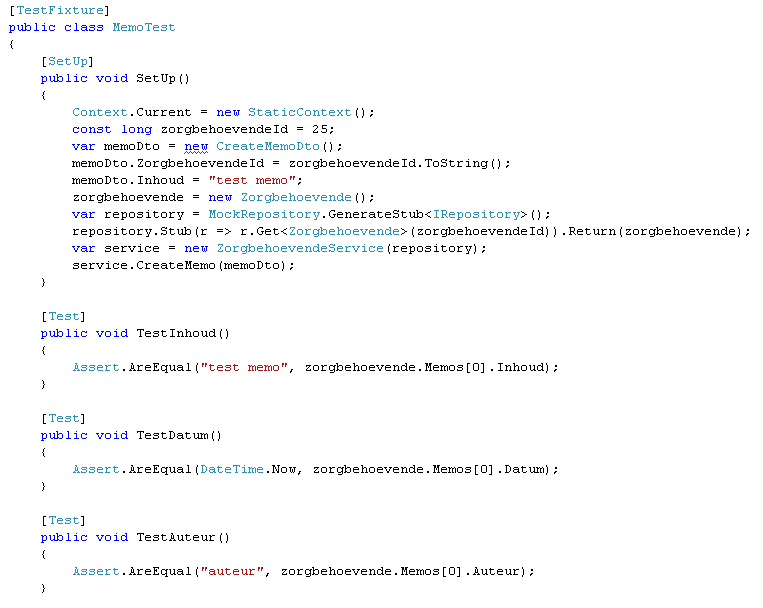 [TestFixture]
public class MemoTest
{
    [SetUp]
    public void SetUp()
    {
        Context.Current = new StaticContext();
        const long zorgbehoevendeId = 25;
        var memoDto = new CreateMemoDto();
        memoDto.ZorgbehoevendeId = zorgbehoevendeId.ToString();
        memoDto.Inhoud = "test memo";
        zorgbehoevende = new Zorgbehoevende();
        var repository = MockRepository.GenerateStub<IRepository>();
        repository.Stub(r => r.Get<Zorgbehoevende>(zorgbehoevendeId)).Return(zorgbehoevende);
        var service = new ZorgbehoevendeService(repository);
        service.CreateMemo(memoDto);
    }

    [Test]
    public void TestInhoud()
    {
        Assert.AreEqual("test memo", zorgbehoevende.Memos[0].Inhoud);
    }

    [Test]
    public void TestDatum()
    {
        Assert.AreEqual(DateTime.Now, zorgbehoevende.Memos[0].Datum);
    }

    [Test]
    public void TestAuteur()
    {
        Assert.AreEqual("auteur", zorgbehoevende.Memos[0].Auteur);
    }